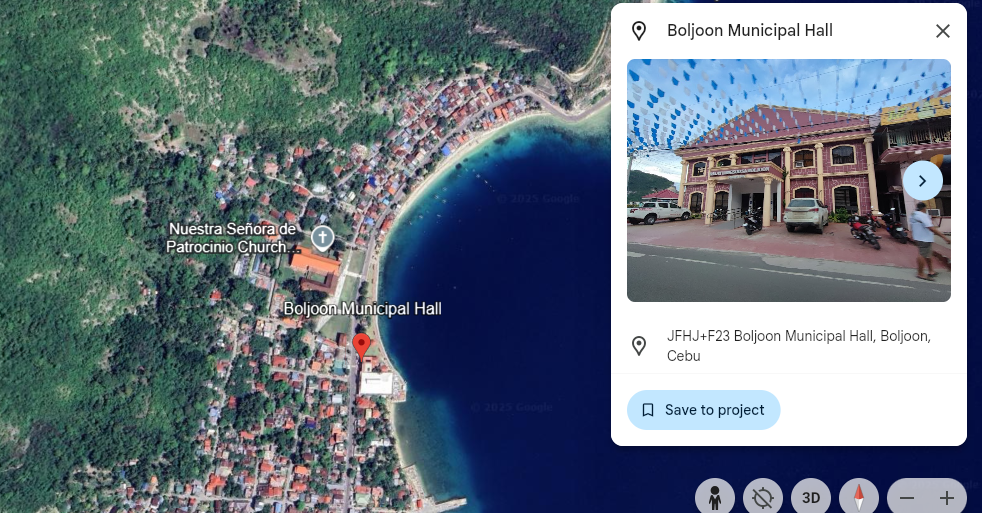 Boljoon Municipal Hall
© 2025 Google
Nuestra Señora de
Patrocinio Church...
Boljoon Municipal Hall
JFHJ+F23 Boljoon Municipal Hall, Boljoon,
Cebu
© 2025 Google
Save to project
3D